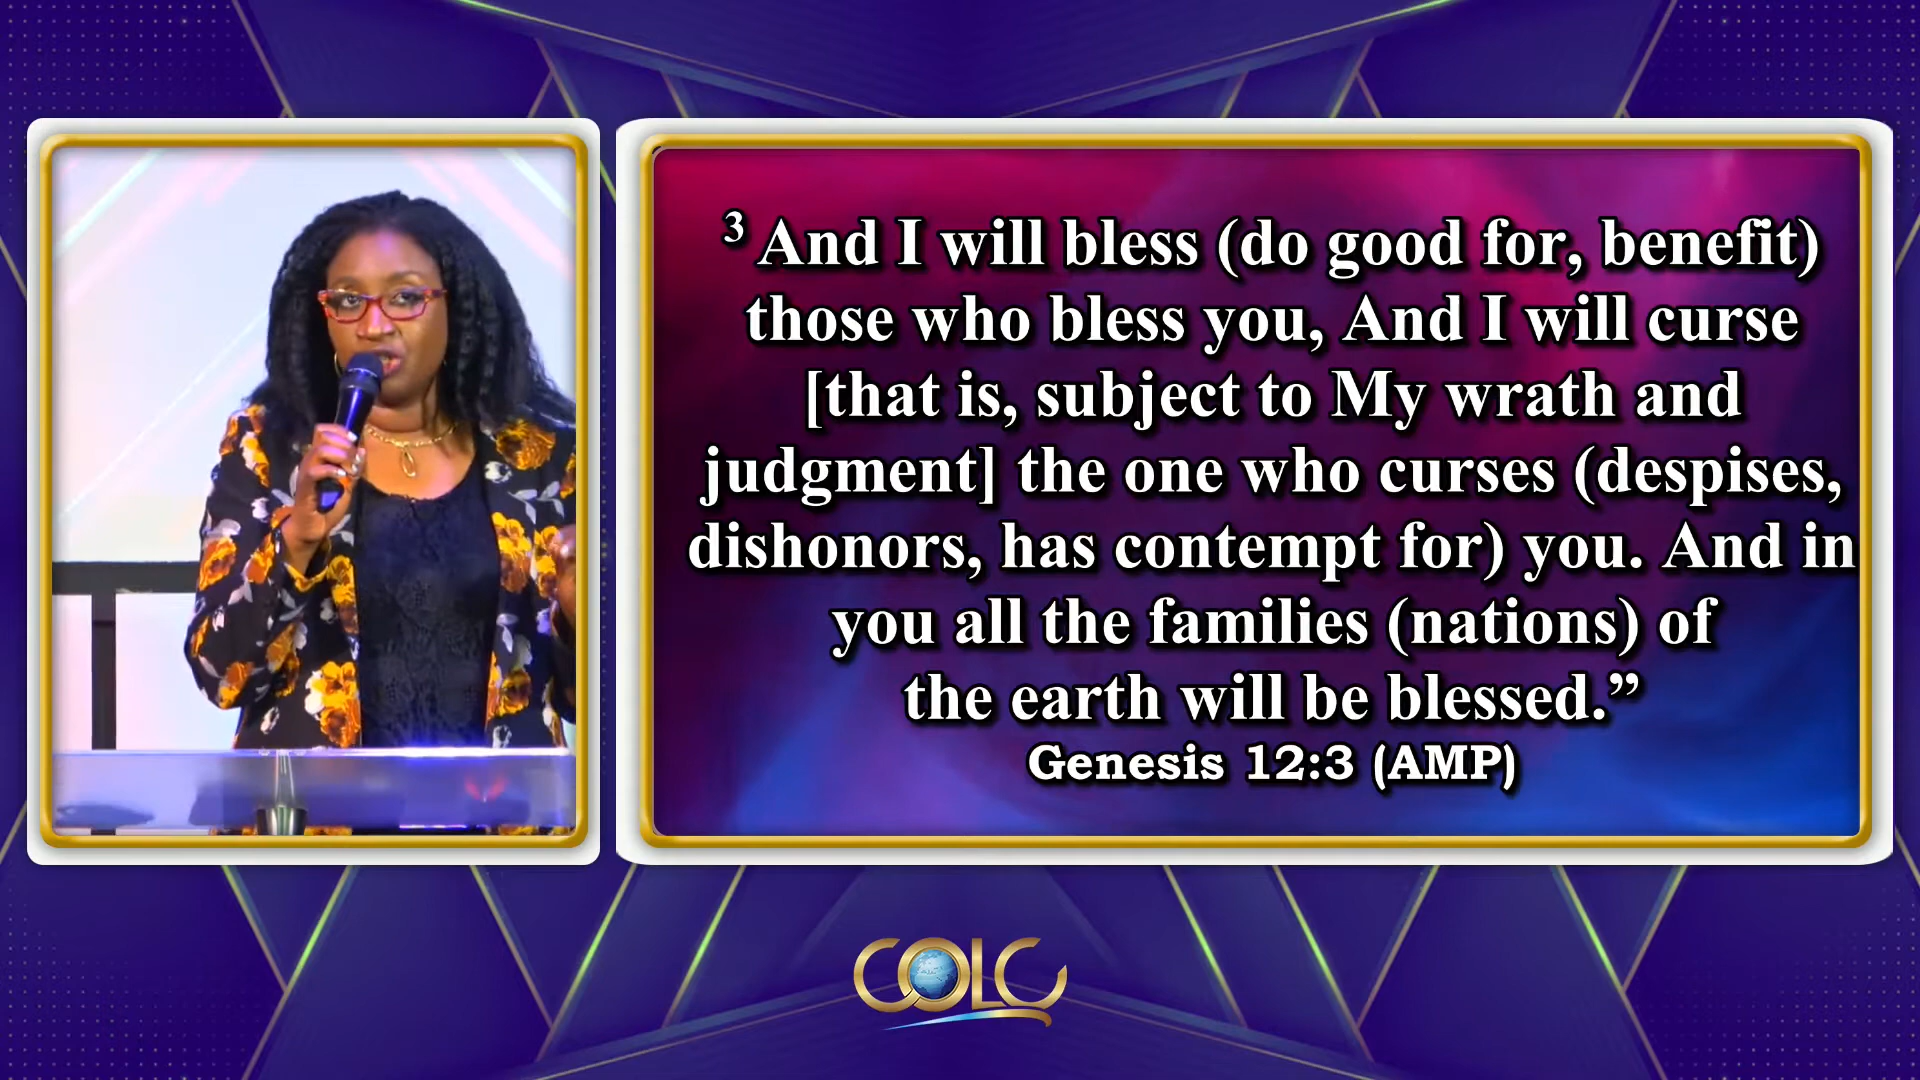 3 And I will bless (do good for, benefit)
those who bless you, And I will curse
[that is, subject to My wrath and
judgment] the one who curses (despises,
dishonors, has contempt for) you. And in
you all the families (nations) of
the earth will be blessed.”
Genesis 12:3 (AMP)
COLC